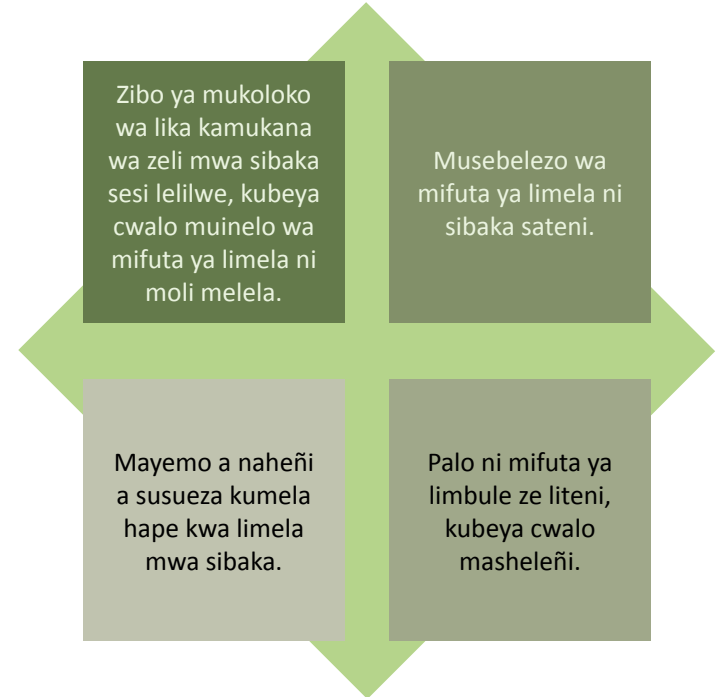 Zibo ya mukoloko
wa lika kamukana
wa zeli mwa sibaka
sesi lelilwe, kubeya
cwalo muinelo wa
mifuta ya limela ni
moli melela.
Musebelezo wa
mifuta ya limela ni
sibaka sateni.
Mayemo a naheñi
a susueza kumela
hape kwa limela
mwa sibaka.
Palo ni mifuta ya
limbule ze liteni,
kubeya cwalo
masheleñi.